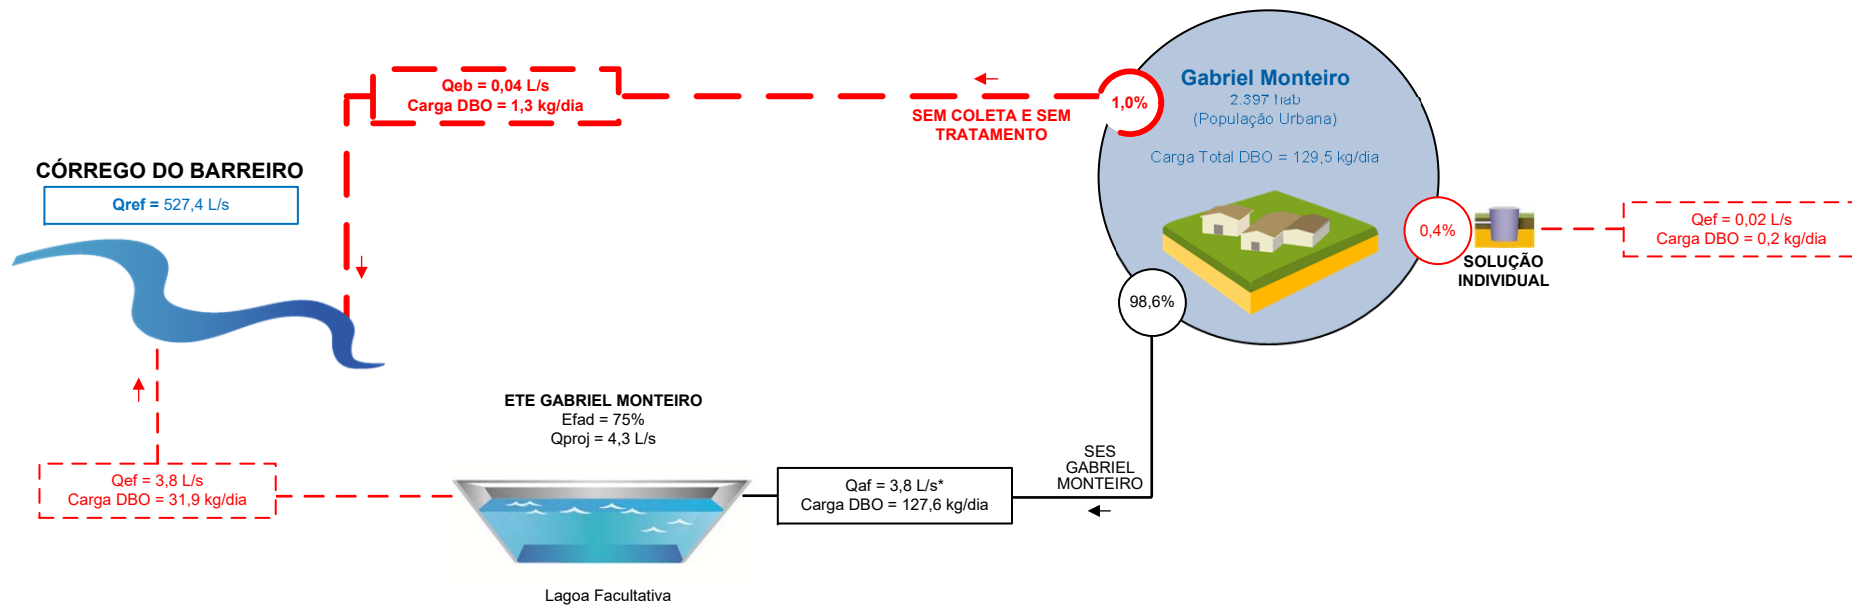 Gabriel Monteiro
2.397 hab
(População Urbana)
Carga Total DBO = 129,5 kg/dia
1,0%
SEM COLETA E SEM
TRATAMENTO
Qeb = 0,04 L/s
Carga DBO = 1,3 kg/dia
CÓRREGO DO BARREIRO
Qref = 527,4 L/s
0,4%
SOLUÇÃO
INDIVIDUAL
Qef = 0,02 L/s
Carga DBO = 0,2 kg/dia
98,6%
SES
GABRIEL
MONTEIRO
Qaf = 3,8 L/s*
Carga DBO = 127,6 kg/dia
ETE GABRIEL MONTEIRO
Efad = 75%
Qproj = 4,3 L/s
Lagoa Facultativa
Qef = 3,8 L/s
Carga DBO = 31,9 kg/dia